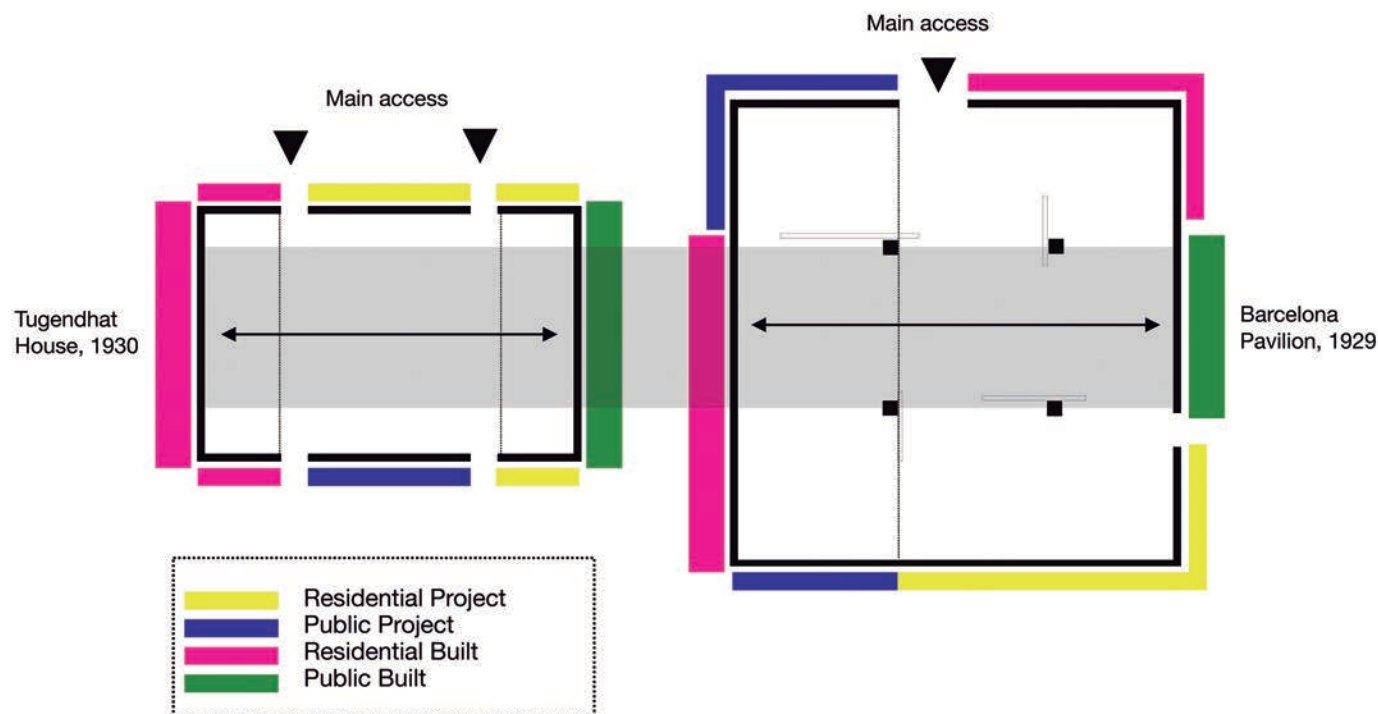 Main access
Main access
Tugendhat
House, 1930
Barcelona
Pavilion, 1929
Residential Project
Public Project
Residential Built
Public Built